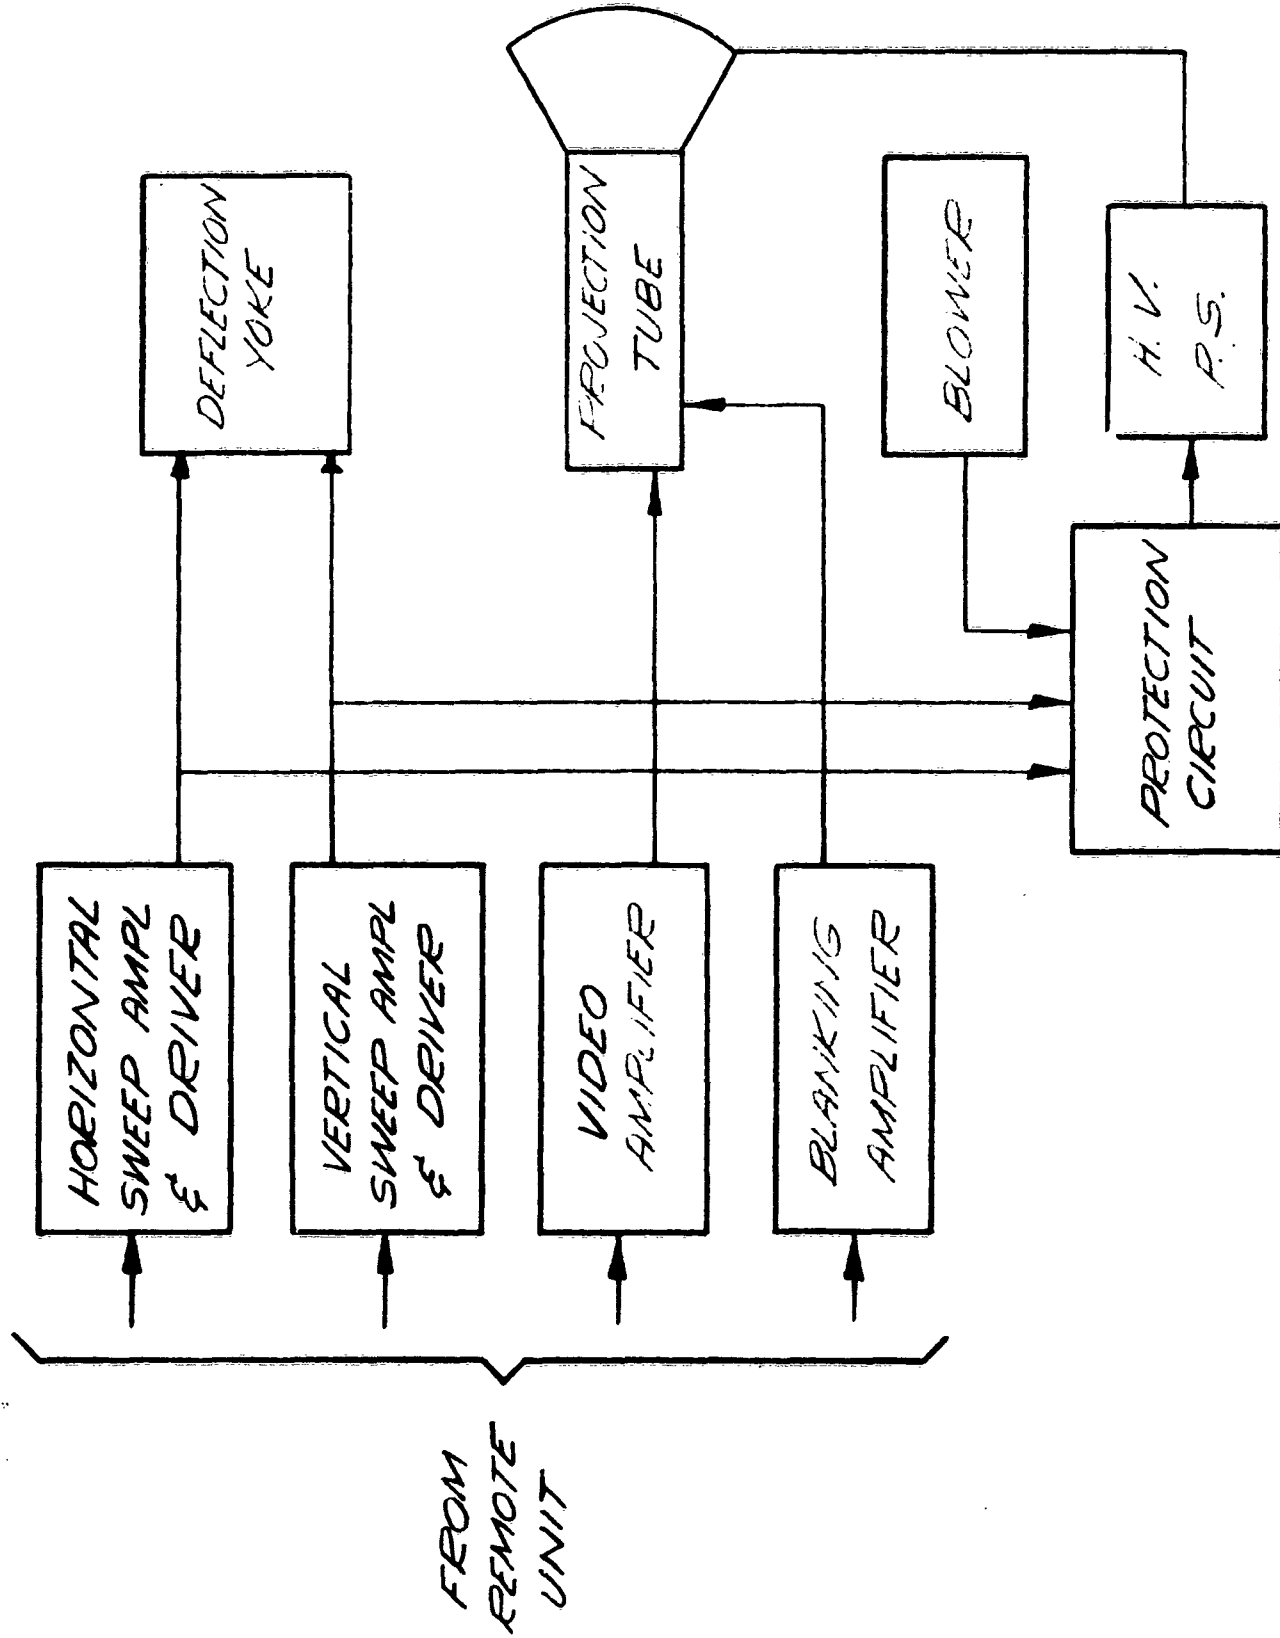 FROM
REMOTE
UNIT
HORIZONTAL
SWEEP AMPL
& DRIVER
VERTICAL
SWEEP AMPL
& DRIVER
VIDEO
AMPLIFIER
BLANKING
AMPLIFIER
DEFLECTION
YOKE
PROJECTION
TUBE
BLOWER
PROTECTION
CIRCUIT
H. V.
P. S.